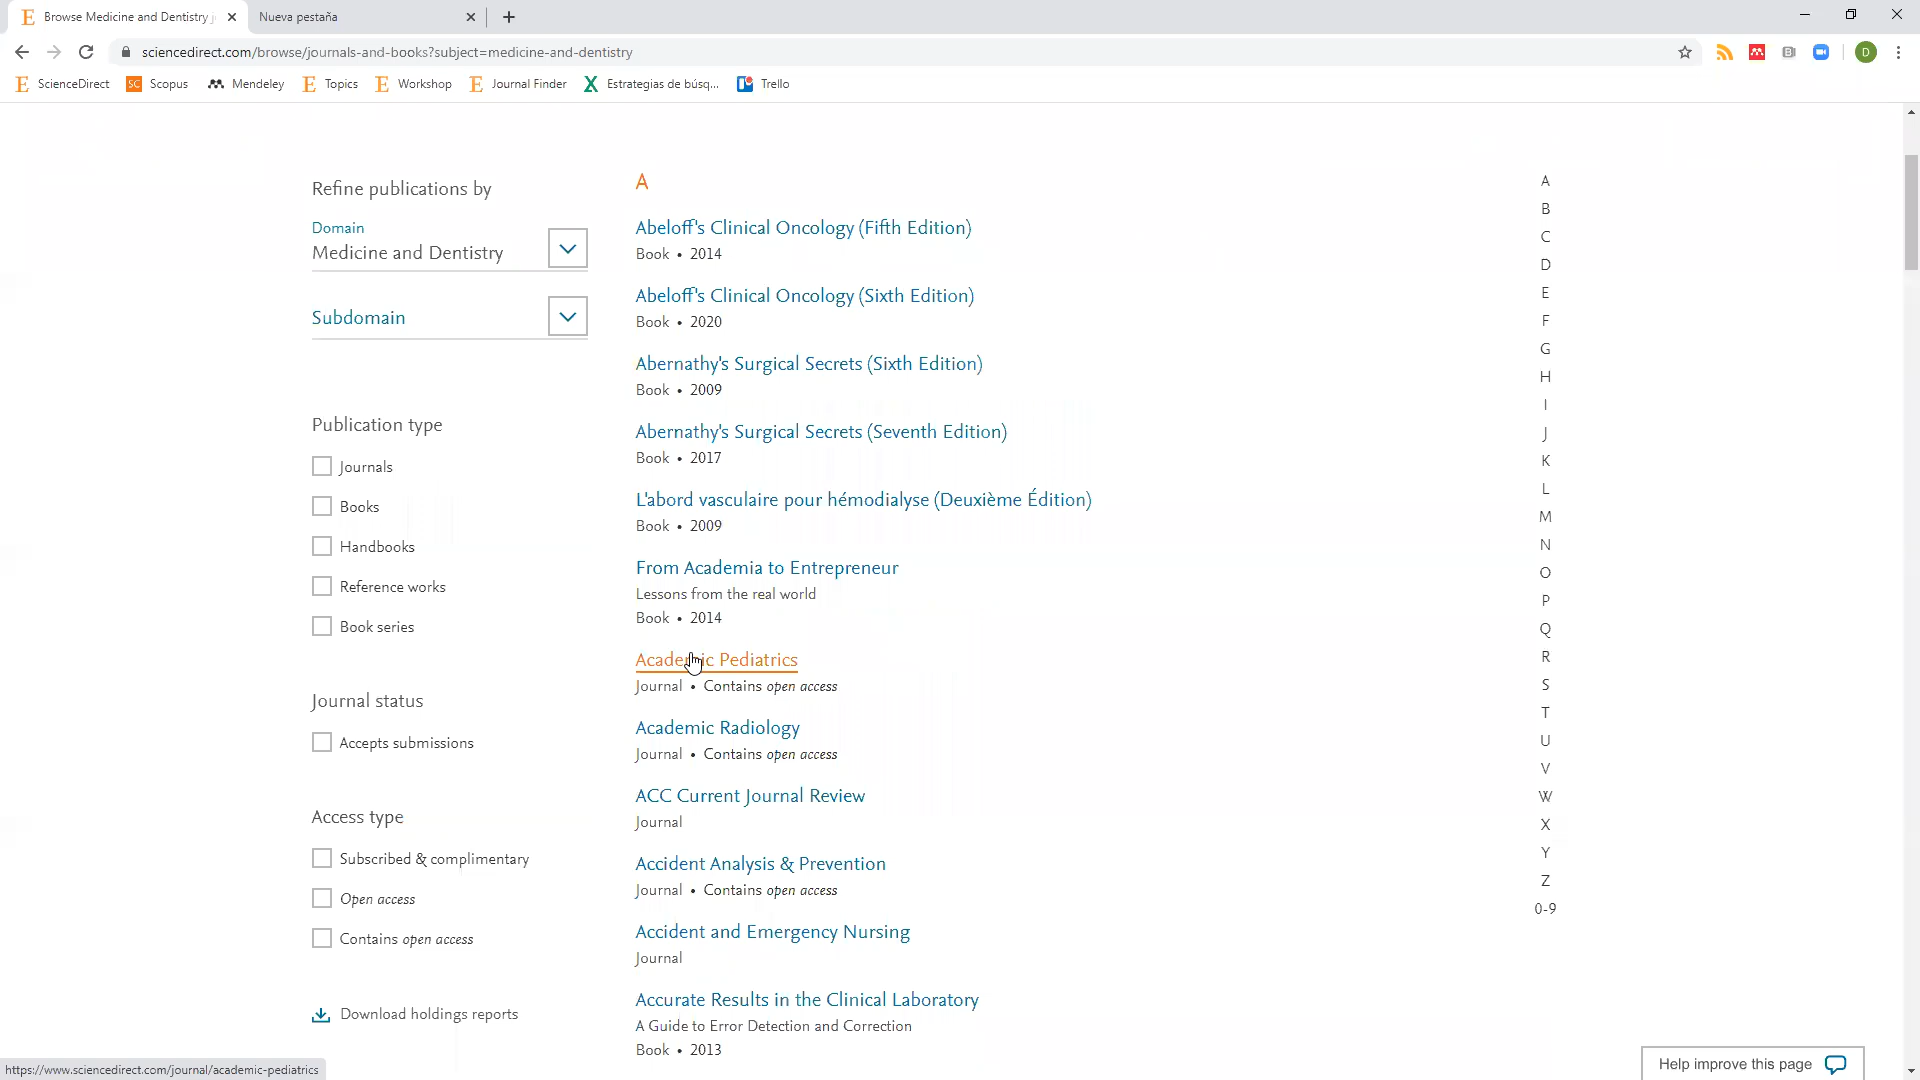 Browse Medicine and Dentistry j
Nueva pestaña
sciencedirect.com/browse/journals-and-books?subject=medicine-and-dentistry
D
ScienceDirect
SC Scopus
Mendeley
Topics
Workshop
Journal Finder
Estrategias de búsq...
Trello
Refine publications by
Domain
Medicine and Dentistry
Subdomain
Publication type
Journals
Books
Handbooks
Reference works
Book series
Journal status
Accepts submissions
Access type
Subscribed & complimentary
Open access
Contains open access
Download holdings reports
A
Abeloff's Clinical Oncology (Fifth Edition)
Book • 2014
Abeloff's Clinical Oncology (Sixth Edition)
Book • 2020
Abernathy's Surgical Secrets (Sixth Edition)
Book • 2009
Abernathy's Surgical Secrets (Seventh Edition)
Book • 2017
L'abord vasculaire pour hémodialyse (Deuxième Édition)
Book • 2009
From Academia to Entrepreneur
Lessons from the real world
Book • 2014
Academic Pediatrics
Journal • Contains open access
Academic Radiology
Journal • Contains open access
ACC Current Journal Review
Journal
Accident Analysis & Prevention
Journal • Contains open access
Accident and Emergency Nursing
Journal
Accurate Results in the Clinical Laboratory
A Guide to Error Detection and Correction
Book • 2013
A
B
C
D
E
F
G
H
I
J
K
L
M
N
O
P
Q
R
S
T
U
V
W
X
Y
Z
0-9
Help improve this page
https://www.sciencedirect.com/journal/academic-pediatrics